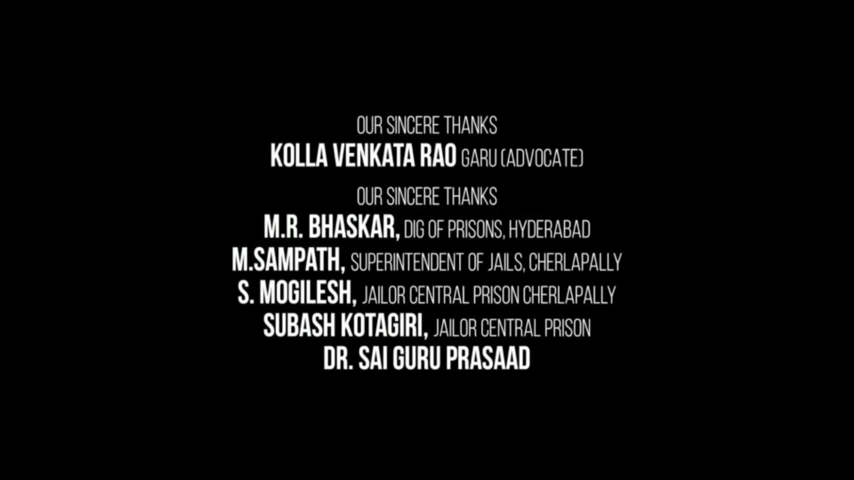 OUR SINCERE THANKS
KOLLA VENKATA RAO GARU (ADVOCATE)
OUR SINCERE THANKS
M.R. BHASKAR, DIG OF PRISONS, HYDERABAD
M.SAMPATH, SUPERINTENDENT OF JAILS, CHERLAPALLY
S. MOGILESH, JAILOR CENTRAL PRISON CHERLAPALLY
SUBASH KOTAGIRI, JAILOR CENTRAL PRISON
DR. SAI GURU PRASAAD